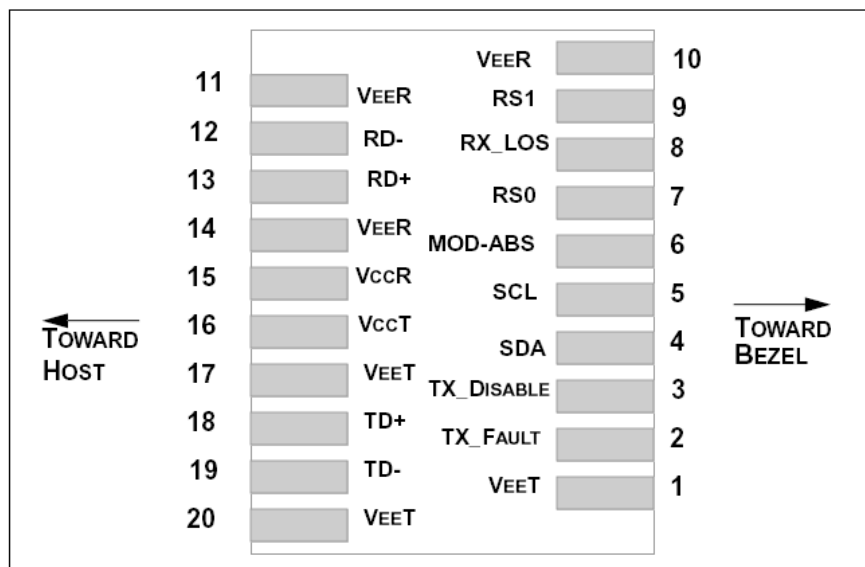 10 VEER
11 VEER
RS1 9
12 RD-
RX_LOS 8
13 RD+
RS0 7
14 VEER
MOD-ABS 6
15 VCCR
SCL 5
16 VCCT
TOWARD HOST
TOWARD BEZEL
SDA 4
17 VEET
TX_DISABLE 3
18 TD+
TX_FAULT 2
19 TD-
VEET 1
20 VEET